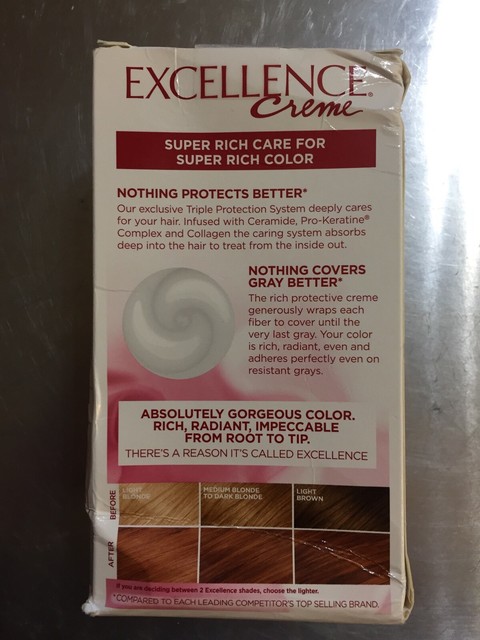 EXCELLENCE®
Creme
SUPER RICH CARE FOR
SUPER RICH COLOR
NOTHING PROTECTS BETTER*
Our exclusive Triple Protection System deeply cares
for your hair. Infused with Ceramide, Pro-Keratine®
Complex and Collagen the caring system absorbs
deep into the hair to treat from the inside out.
NOTHING COVERS
GRAY BETTER*
The rich protective creme
generously wraps each
fiber to cover until the
very last gray. Your color
is rich, radiant, even and
adheres perfectly even on
resistant grays.
ABSOLUTELY GORGEOUS COLOR.
RICH, RADIANT, IMPECCABLE
FROM ROOT TO TIP.
THERE'S A REASON IT'S CALLED EXCELLENCE
BEFORE
LIGHT
BLONDE
MEDIUM BLONDE
TO DARK BLONDE
LIGHT
BROWN
AFTER
If you are deciding between 2 Excellence shades, choose the lighter.
*COMPARED TO EACH LEADING COMPETITOR'S TOP SELLING BRAND.